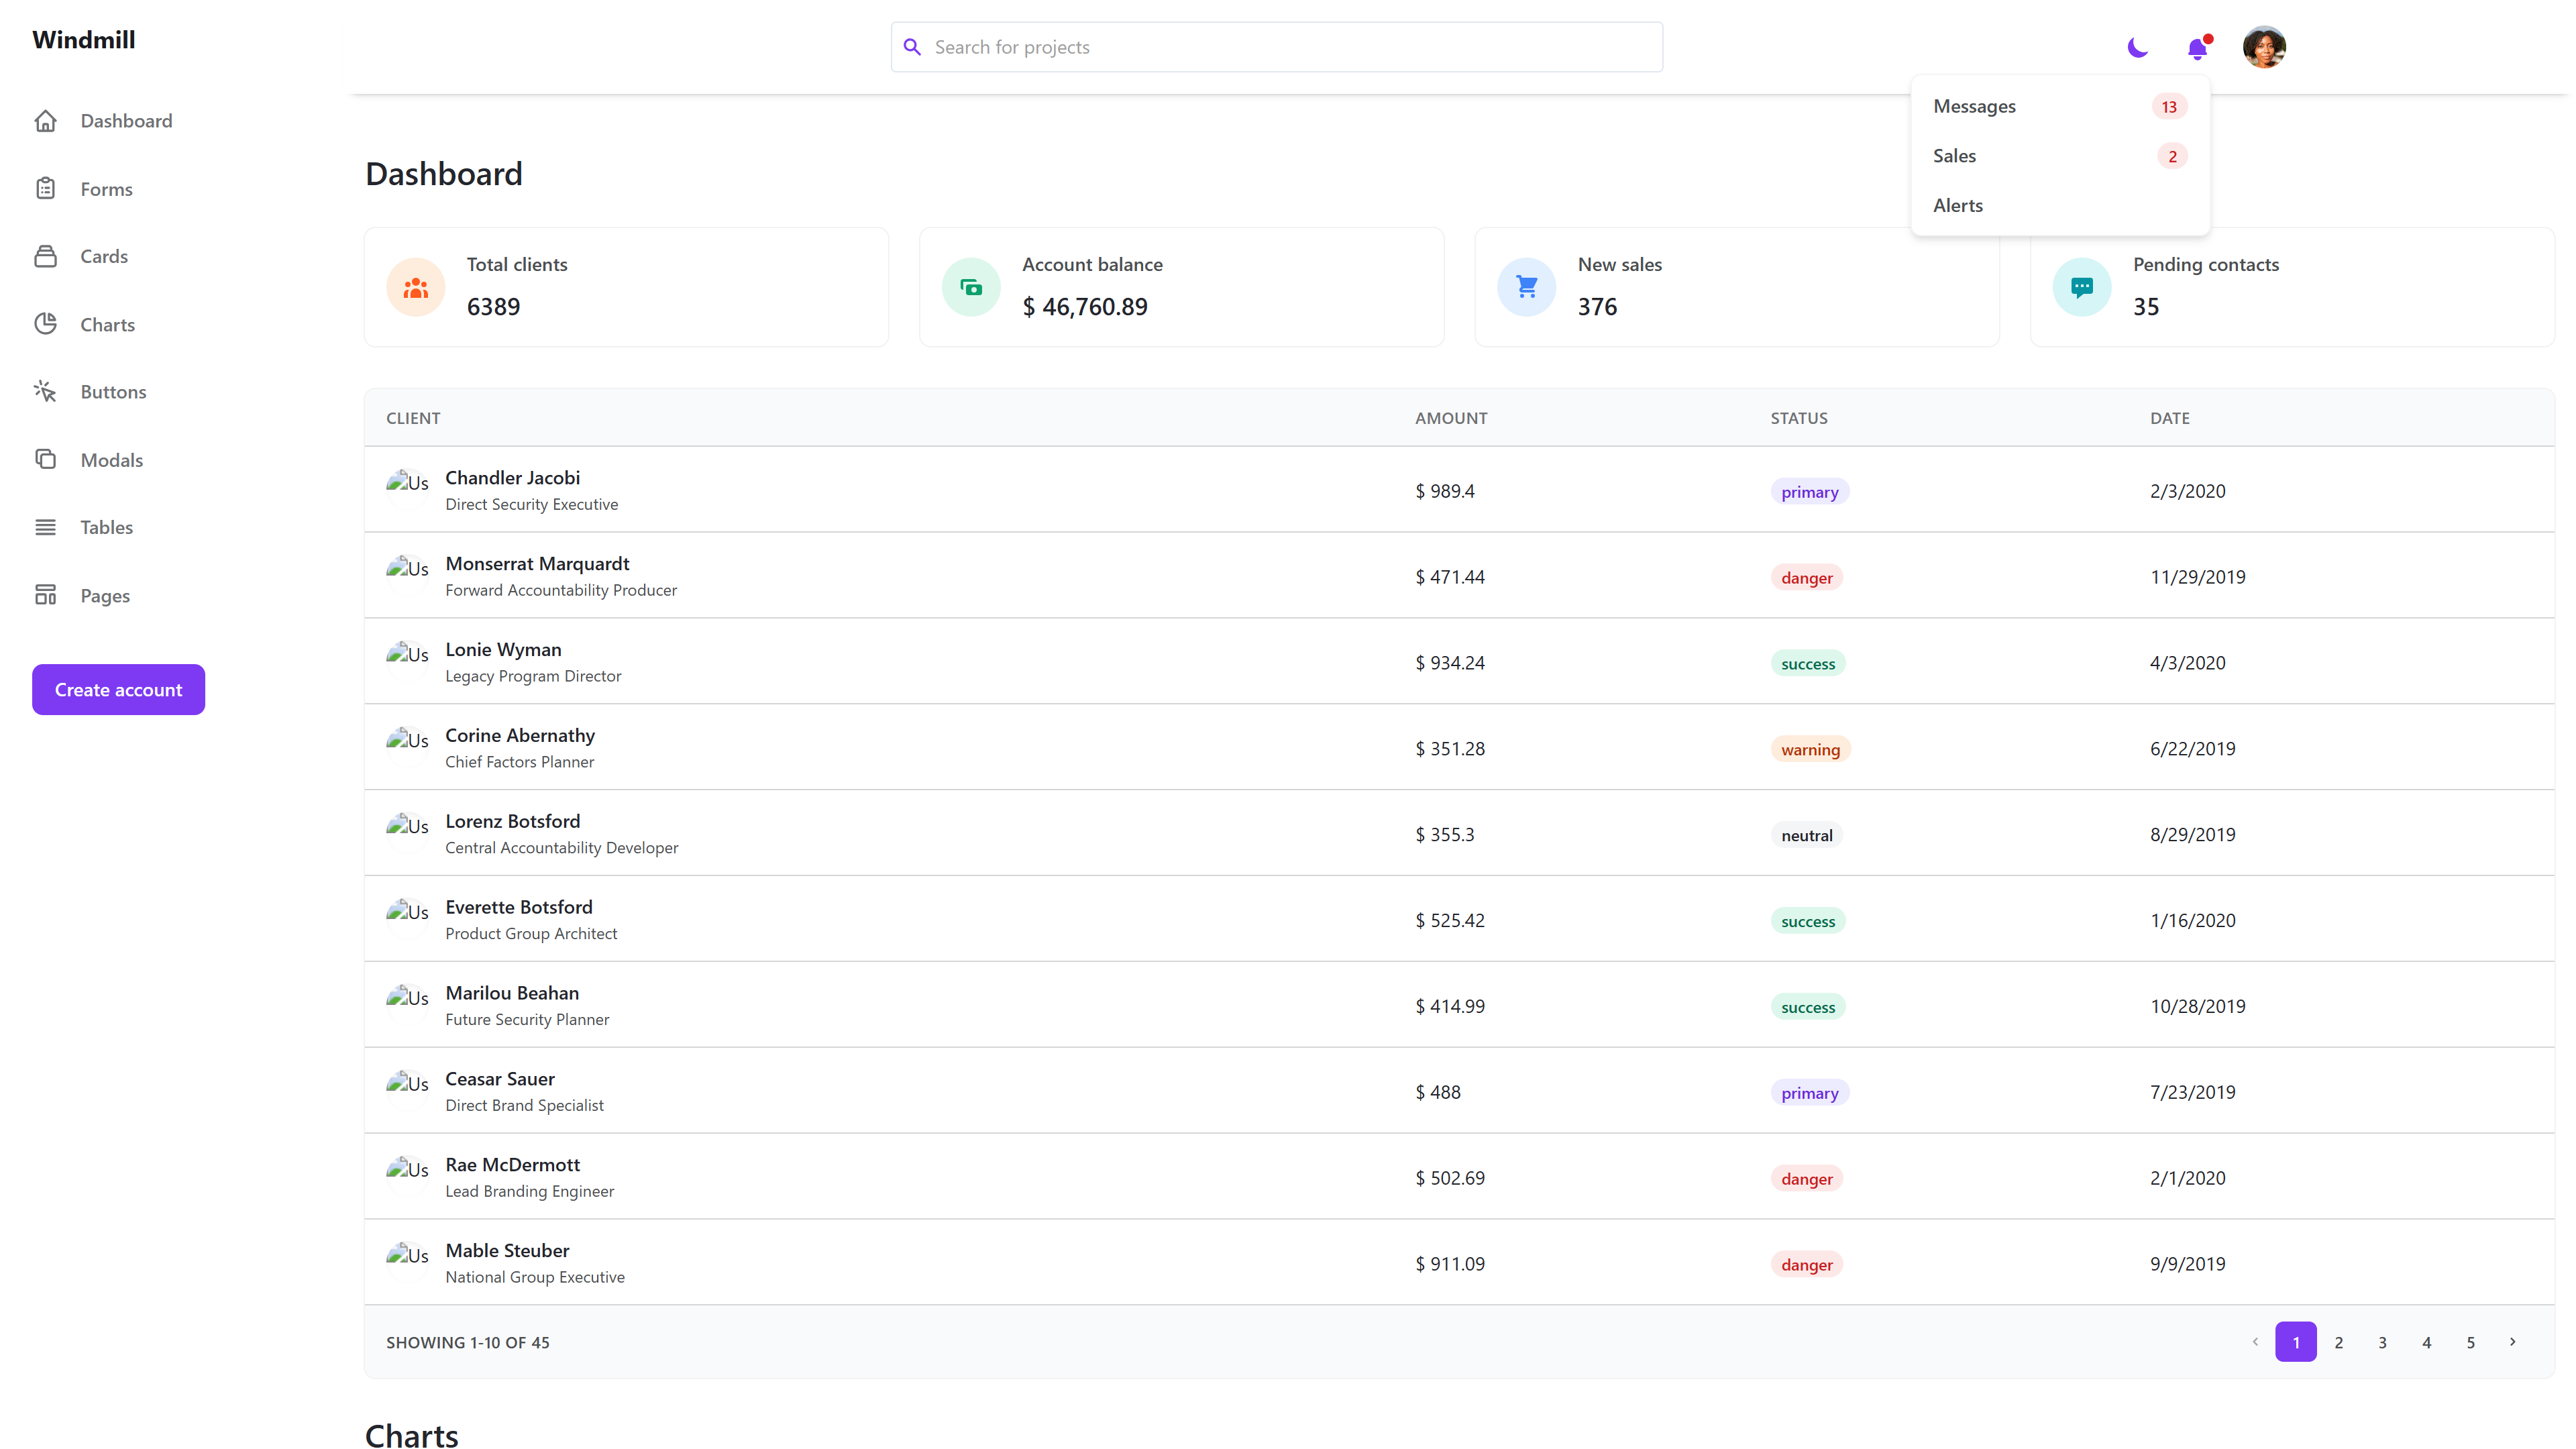 Windmill
Search for projects
Dashboard
Forms
Cards
Charts
Buttons
Modals
Tables
Pages
Create account
Messages 13
Sales 2
Alerts
Dashboard
Total clients
6389
Account balance
$ 46,760.89
New sales
376
Pending contacts
35
CLIENT AMOUNT STATUS DATE
Us Chandler Jacobi $ 989.4 primary 2/3/2020
Direct Security Executive
Us Monserrat Marquardt $ 471.44 danger 11/29/2019
Forward Accountability Producer
Us Lonie Wyman $ 934.24 success 4/3/2020
Legacy Program Director
Us Corine Abernathy $ 351.28 warning 6/22/2019
Chief Factors Planner
Us Lorenz Botsford $ 355.3 neutral 8/29/2019
Central Accountability Developer
Us Everette Botsford $ 525.42 success 1/16/2020
Product Group Architect
Us Marilou Beahan $ 414.99 success 10/28/2019
Future Security Planner
Us Ceasar Sauer $ 488 primary 7/23/2019
Direct Brand Specialist
Us Rae McDermott $ 502.69 danger 2/1/2020
Lead Branding Engineer
Us Mable Steuber $ 911.09 danger 9/9/2019
National Group Executive
SHOWING 1-10 OF 45 1 2 3 4 5
Charts